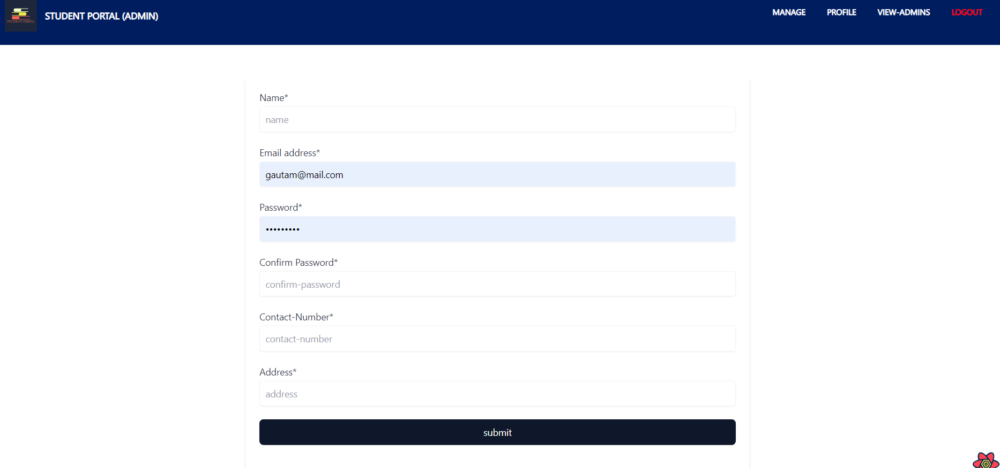 STUDENT PORTAL
STUDENT PORTAL (ADMIN)
MANAGE
PROFILE
VIEW-ADMINS
LOGOUT
Name*
name
Email address*
gautam@mail.com
Password*
•••••••••
Confirm Password*
confirm-password
Contact-Number*
contact-number
Address*
address
submit